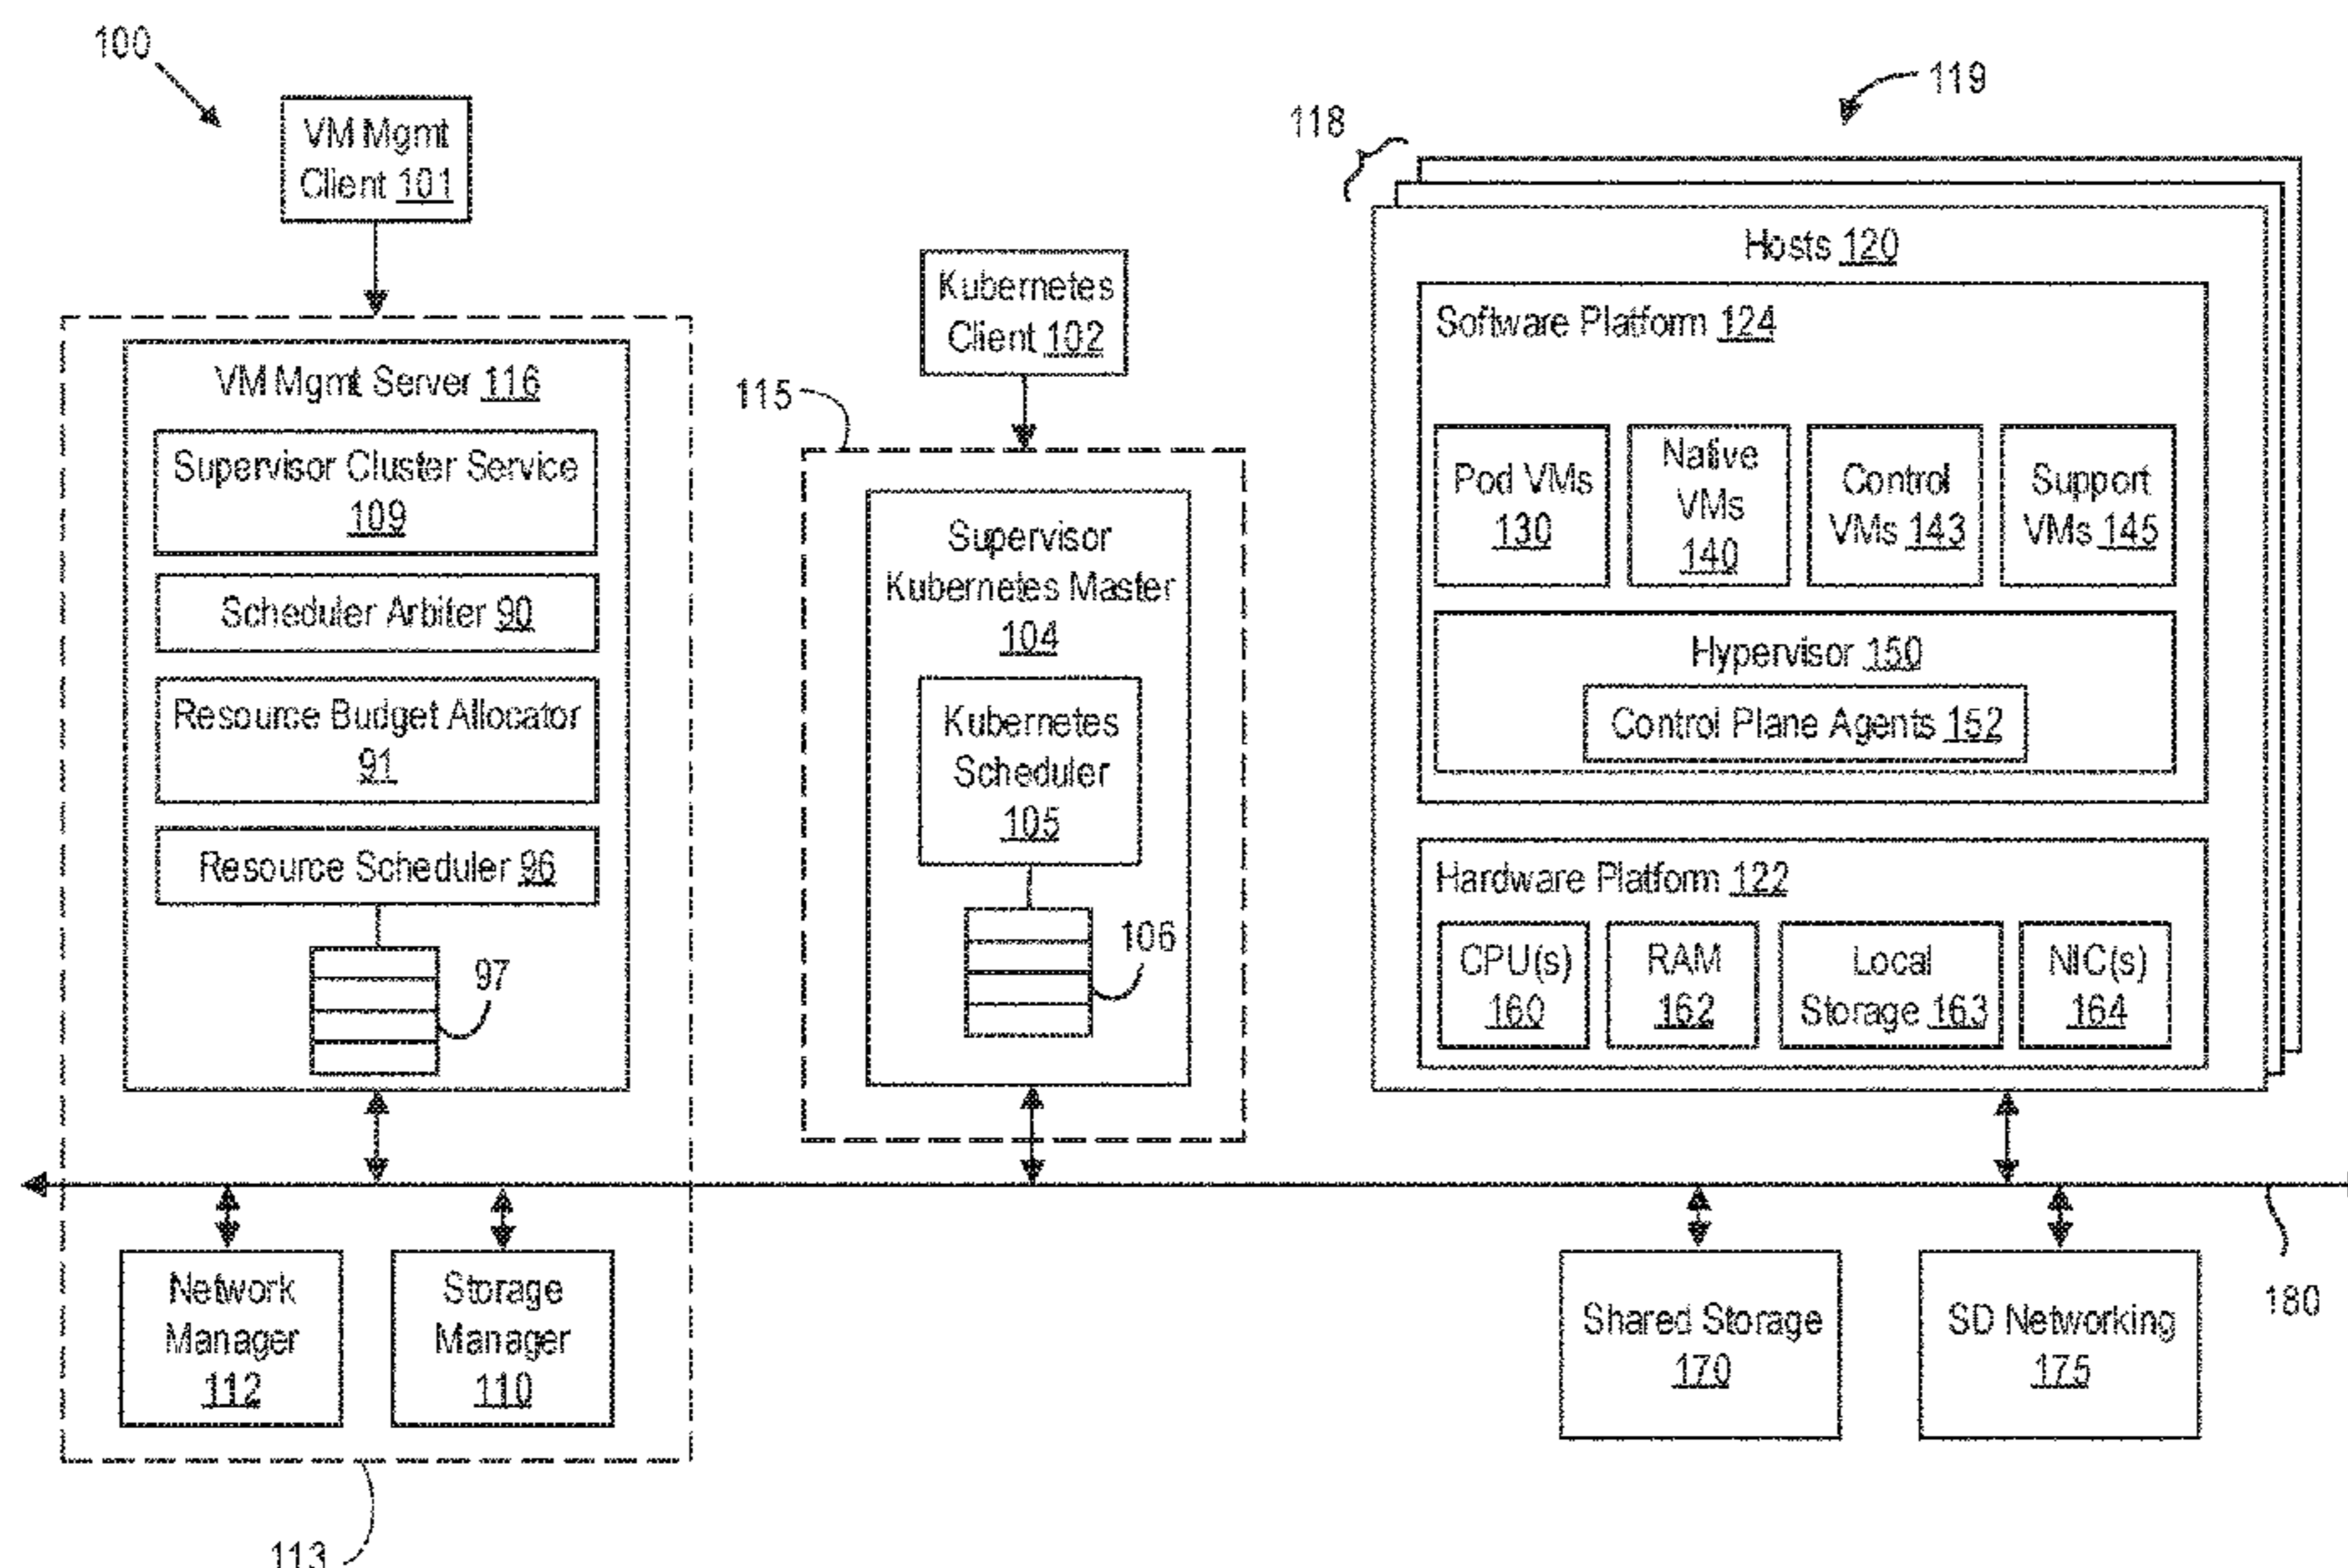 100
VM Mgmt
Client 101
119
118
Hosts 120
Software Platform 124
Pod VMs
130
Native
VMs
140
Control
VMs 143
Support
VMs 145
Hypervisor 150
Control Plane Agents 152
Hardware Platform 122
CPU(s)
160
RAM
162
Local
Storage 163
NIC(s)
164
Kubernetes
Client 102
115
Supervisor
Kubernetes Master
104
Kubernetes
Scheduler
105
106
VM Mgmt Server 116
Supervisor Cluster Service
109
Scheduler Arbiter 90
Resource Budget Allocator
91
Resource Scheduler 96
97
Network
Manager
112
Storage
Manager
110
Shared Storage
170
SD Networking
175
180
113